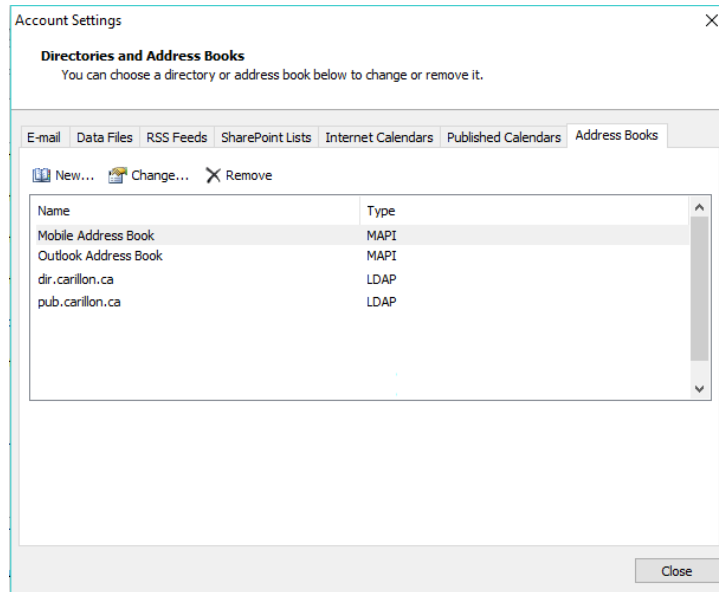 Account Settings
Directories and Address Books
You can choose a directory or address book below to change or remove it.
E-mail Data Files RSS Feeds SharePoint Lists Internet Calendars Published Calendars Address Books
New... Change... Remove
Name Type
Mobile Address Book MAPI
Outlook Address Book MAPI
dir.carillon.ca LDAP
pub.carillon.ca LDAP
Close